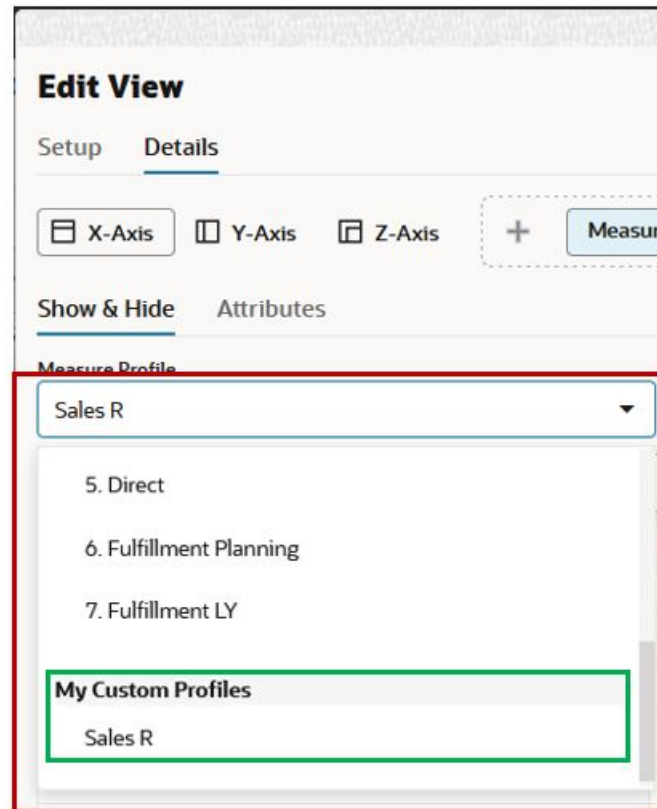 Edit View
Setup Details
X-Axis Y-Axis Z-Axis + Measur
Show & Hide Attributes
Measure Profile
Sales R
5. Direct
6. Fulfillment Planning
7. Fulfillment LY
My Custom Profiles
Sales R